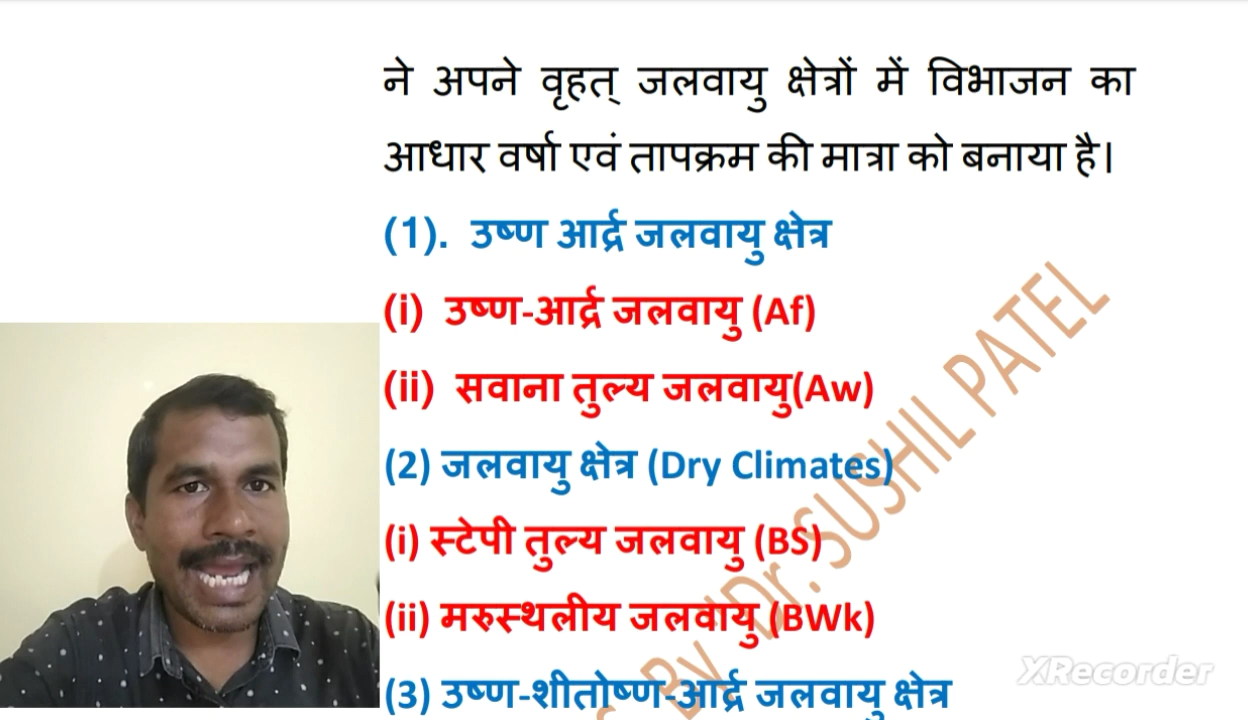 ने अपने वृहत् जलवायु क्षेत्रों में विभाजन का
आधार वर्षा एवं तापक्रम की मात्रा को बनाया है।
(1). उष्ण आर्द्र जलवायु क्षेत्र
(i) उष्ण-आर्द्र जलवायु (Af)
(ii) सवाना तुल्य जलवायु(Aw)
(2) जलवायु क्षेत्र (Dry Climates)
(i) स्टेपी तुल्य जलवायु (BS)
(ii) मरुस्थलीय जलवायु (BWk)
(3) उष्ण-शीतोष्ण-आर्द्र जलवायु क्षेत्र
By Dr. SUSHIL PATEL
XRecorder